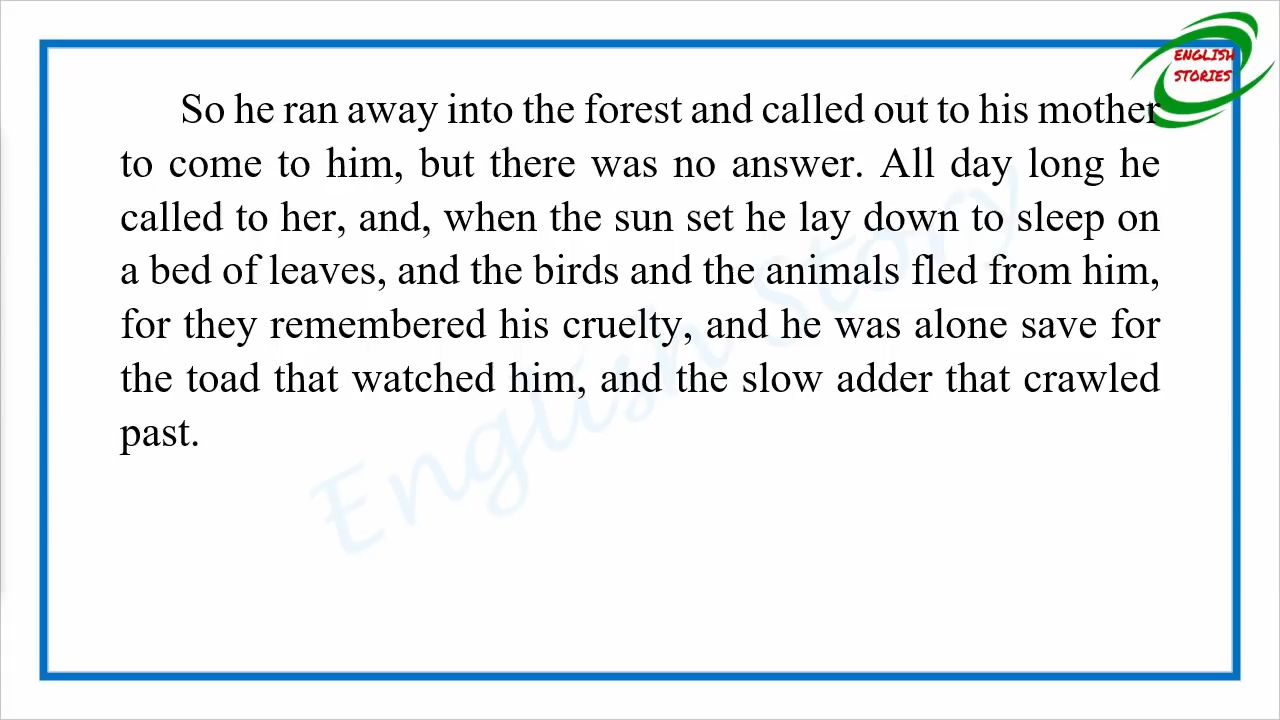 ENGLISH
STORIES
So he ran away into the forest and called out to his mother
to come to him, but there was no answer. All day long he
called to her, and, when the sun set he lay down to sleep on
a bed of leaves, and the birds and the animals fled from him,
for they remembered his cruelty, and he was alone save for
the toad that watched him, and the slow adder that crawled
past.
English Story